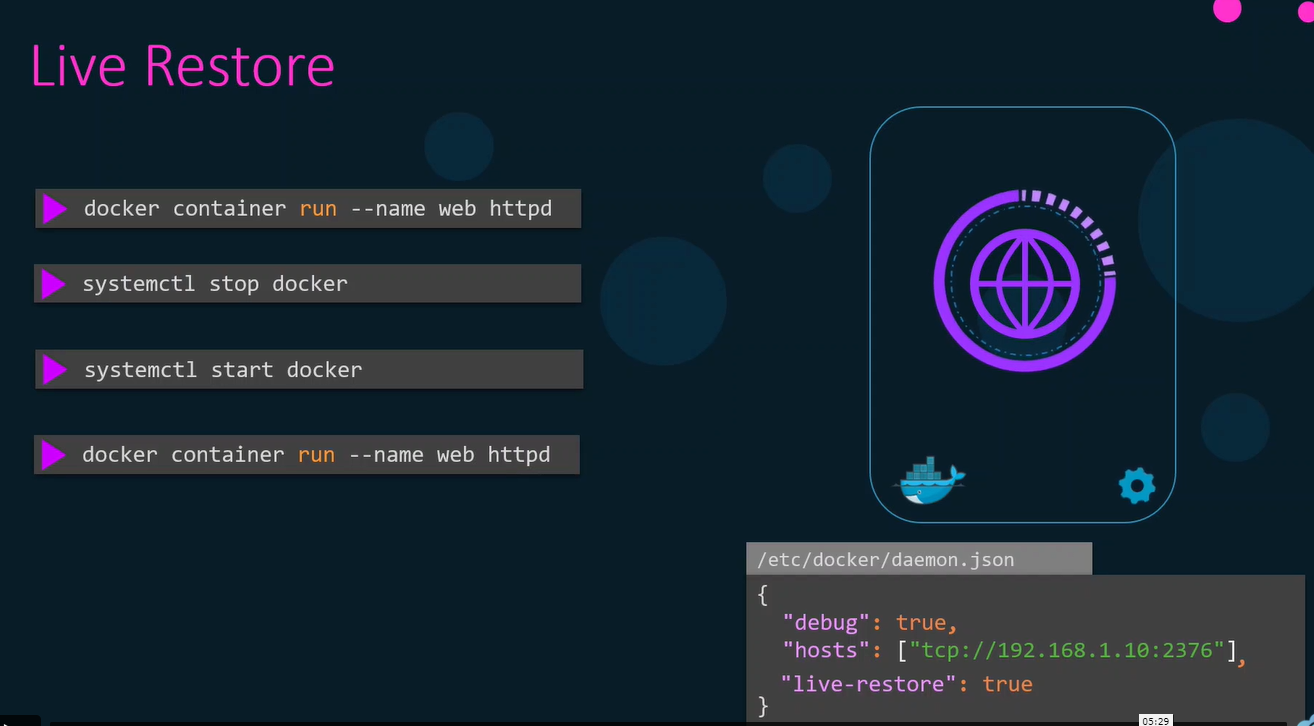 Live Restore
docker container run --name web httpd
systemctl stop docker
systemctl start docker
docker container run --name web httpd
/etc/docker/daemon.json
{
"debug": true,
"hosts": ["tcp://192.168.1.10:2376"],
"live-restore": true
}
05:29